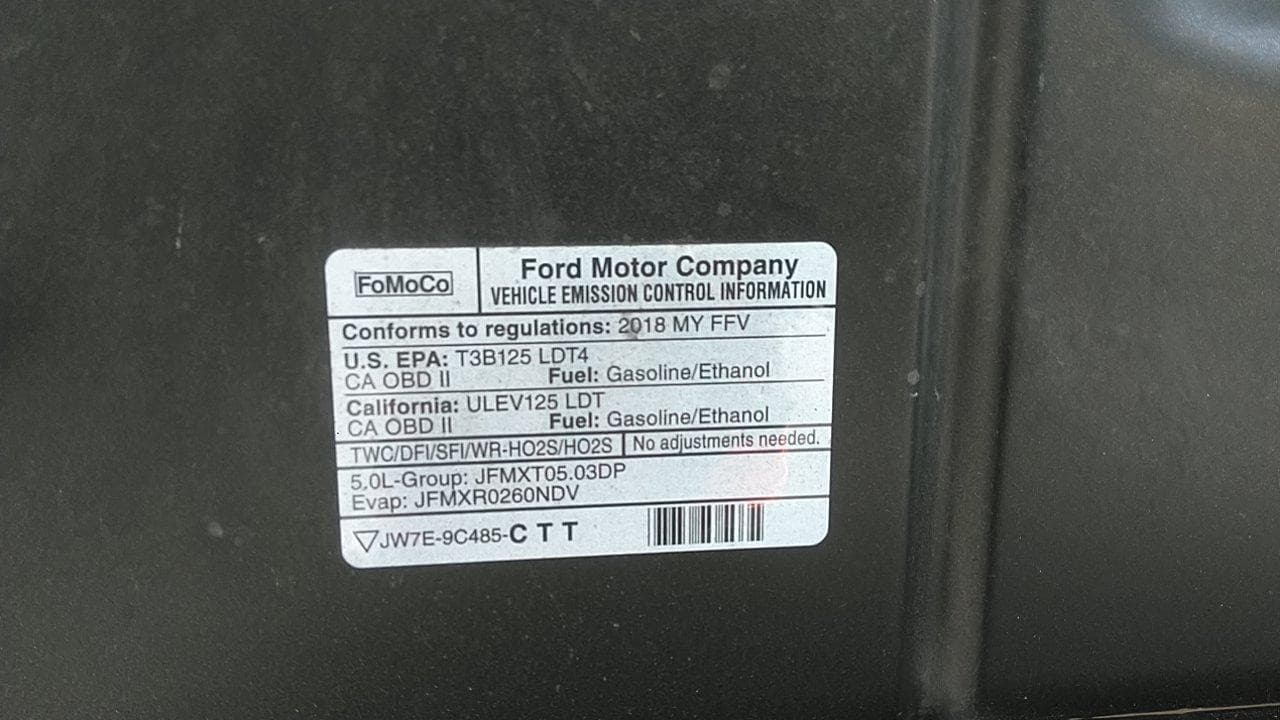 FoMoCo
Ford Motor Company
VEHICLE EMISSION CONTROL INFORMATION
Conforms to regulations: 2018 MY FFV
U.S. EPA: T3B125 LDT4
CA OBD II Fuel: Gasoline/Ethanol
California: ULEV125 LDT
CA OBD II Fuel: Gasoline/Ethanol
TWC/DFI/SFI/WR-HO2S/HO2S No adjustments needed.
5.0L-Group: JFMXT05.03DP
Evap: JFMXR0260NDV
JW7E-9C485-C T T